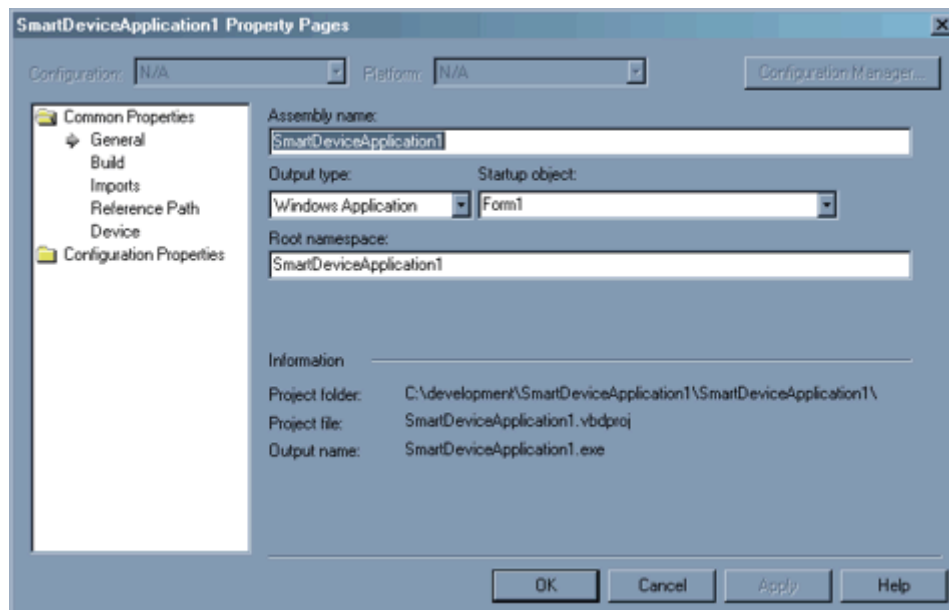 SmartDeviceApplication1 Property Pages
Configuration: N/A Platform: N/A Configuration Manager...
Common Properties
General
Build
Imports
Reference Path
Device
Configuration Properties
Assembly name:
SmartDeviceApplication1
Output type: Startup object:
Windows Application Form1
Root namespace:
SmartDeviceApplication1
Information
Project folder: C:\development\SmartDeviceApplication1\SmartDeviceApplication1\
Project file: SmartDeviceApplication1.vbdproj
Output name: SmartDeviceApplication1.exe
OK Cancel Apply Help